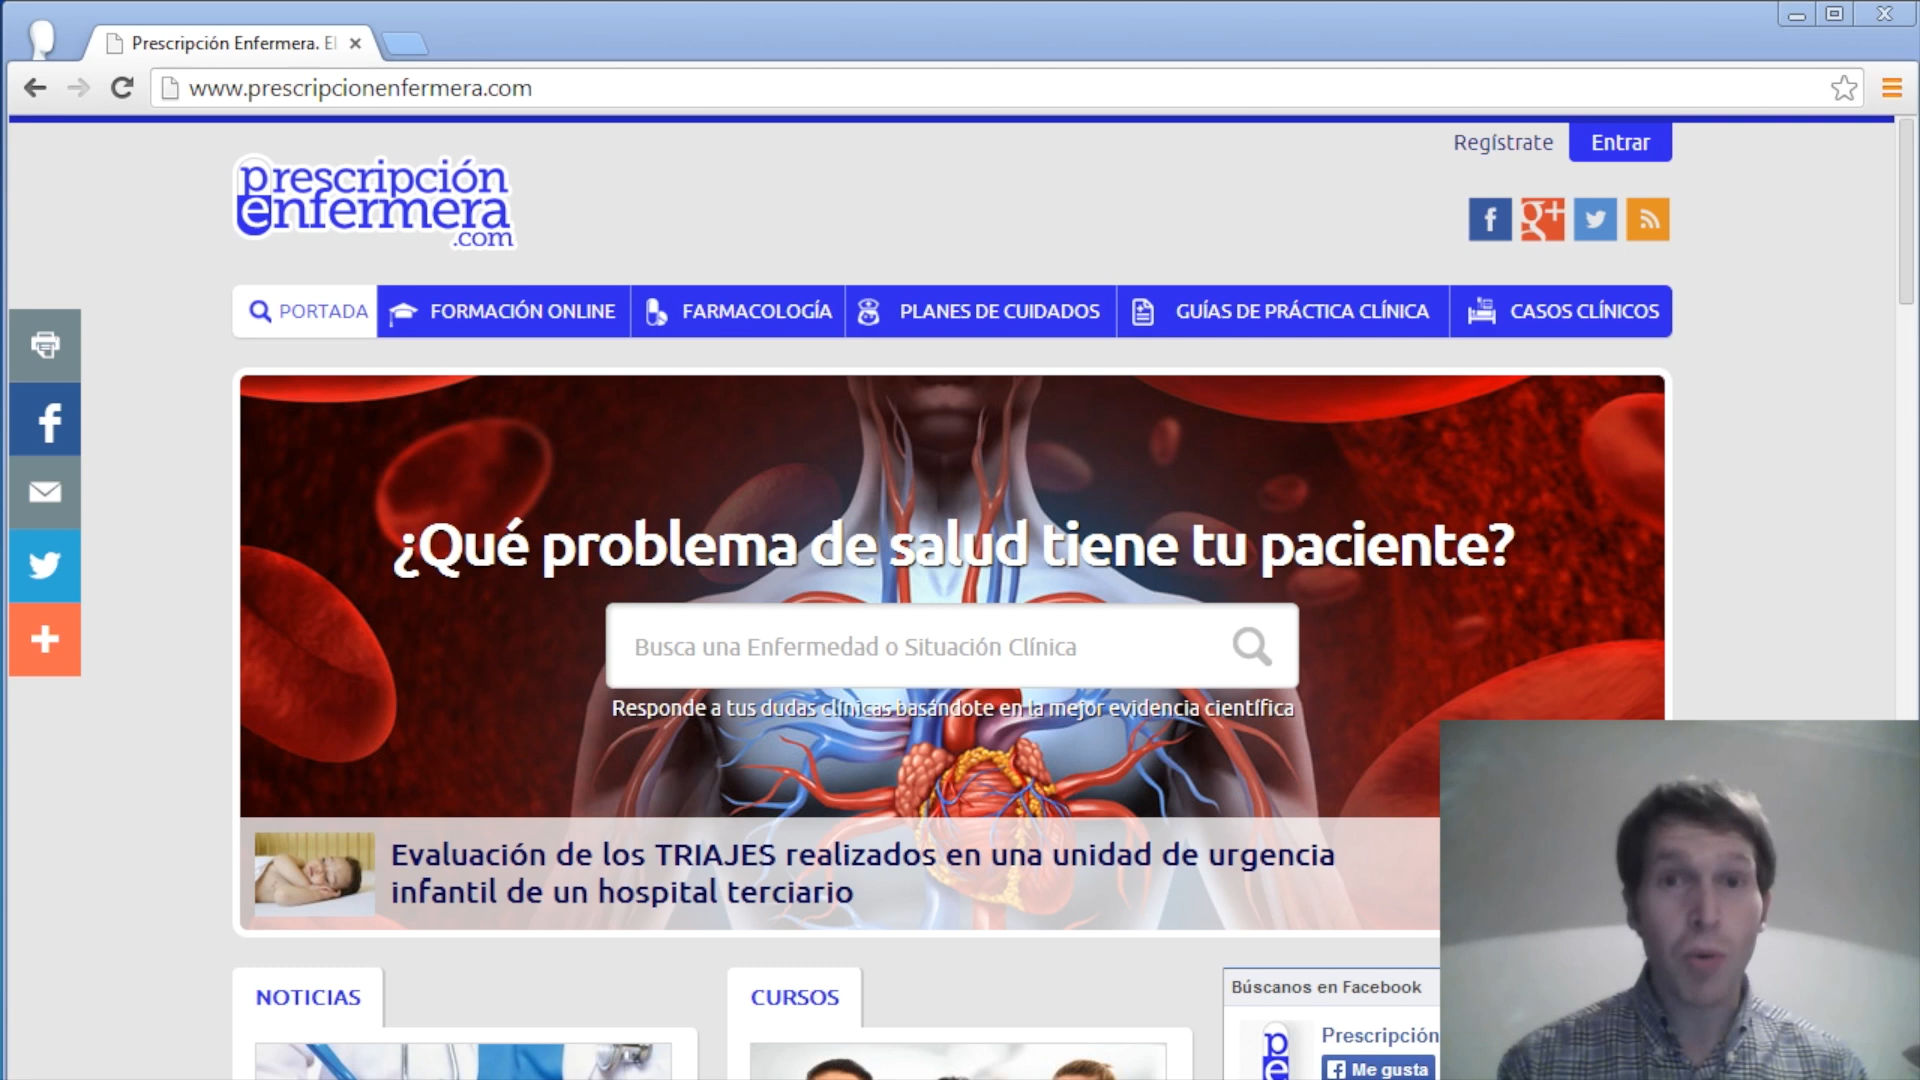 Prescripción Enfermera. El
www.prescripcionenfermera.com
Regístrate
Entrar
prescripción
enfermera
.com
PORTADA
FORMACIÓN ONLINE
FARMACOLOGÍA
PLANES DE CUIDADOS
GUÍAS DE PRÁCTICA CLÍNICA
CASOS CLÍNICOS
¿Qué problema de salud tiene tu paciente?
Busca una Enfermedad o Situación Clínica
Responde a tus dudas clínicas basándote en la mejor evidencia científica
Evaluación de los TRIAJES realizados en una unidad de urgencia
infantil de un hospital terciario
NOTICIAS
CURSOS
Búscanos en Facebook
Prescripción
Me gusta